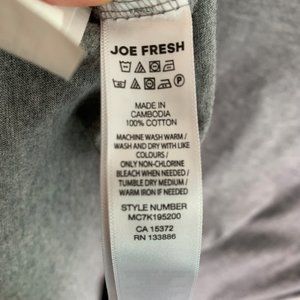 JOE FRESH
MADE IN
CAMBODIA
100% COTTON
MACHINE WASH WARM /
WASH AND DRY WITH LIKE
COLOURS /
ONLY NON-CHLORINE
BLEACH WHEN NEEDED /
TUMBLE DRY MEDIUM /
WARM IRON IF NEEDED
STYLE NUMBER
MC7K195200
CA 15372
RN 133886